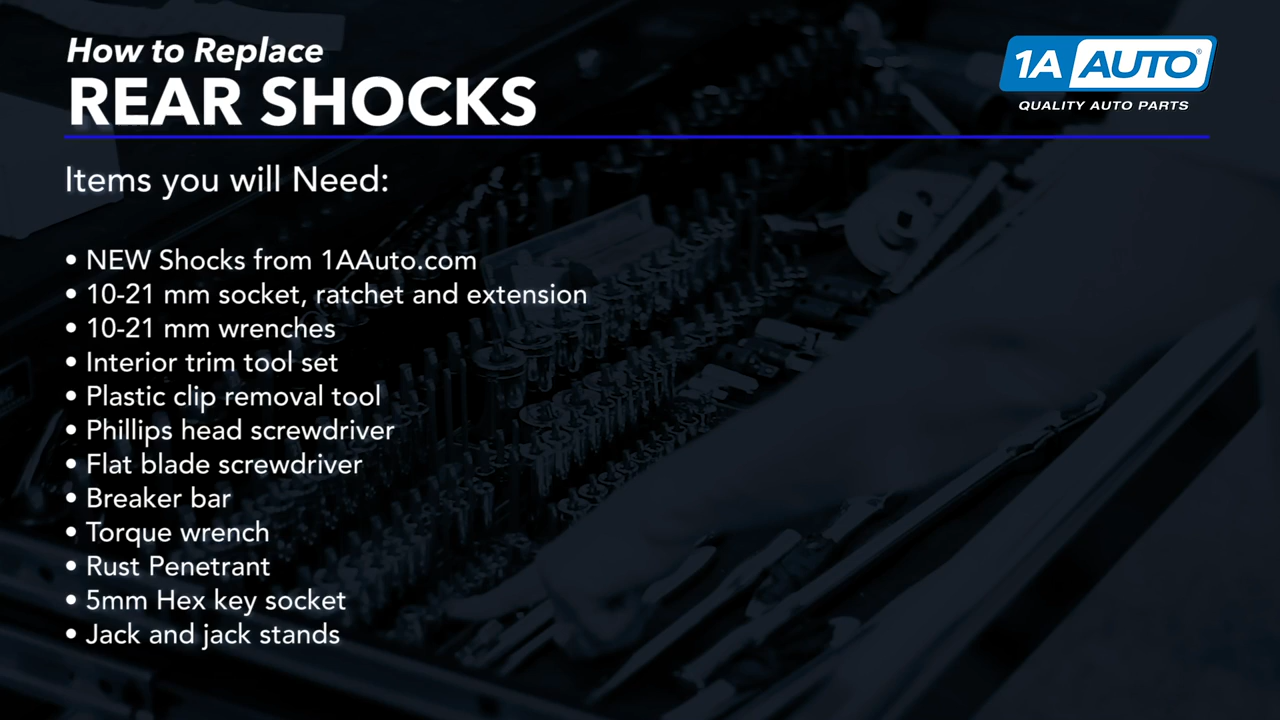 How to Replace
REAR SHOCKS
1A AUTO®
QUALITY AUTO PARTS
Items you will Need:
• NEW Shocks from 1AAuto.com
• 10-21 mm socket, ratchet and extension
• 10-21 mm wrenches
• Interior trim tool set
• Plastic clip removal tool
• Phillips head screwdriver
• Flat blade screwdriver
• Breaker bar
• Torque wrench
• Rust Penetrant
• 5mm Hex key socket
• Jack and jack stands